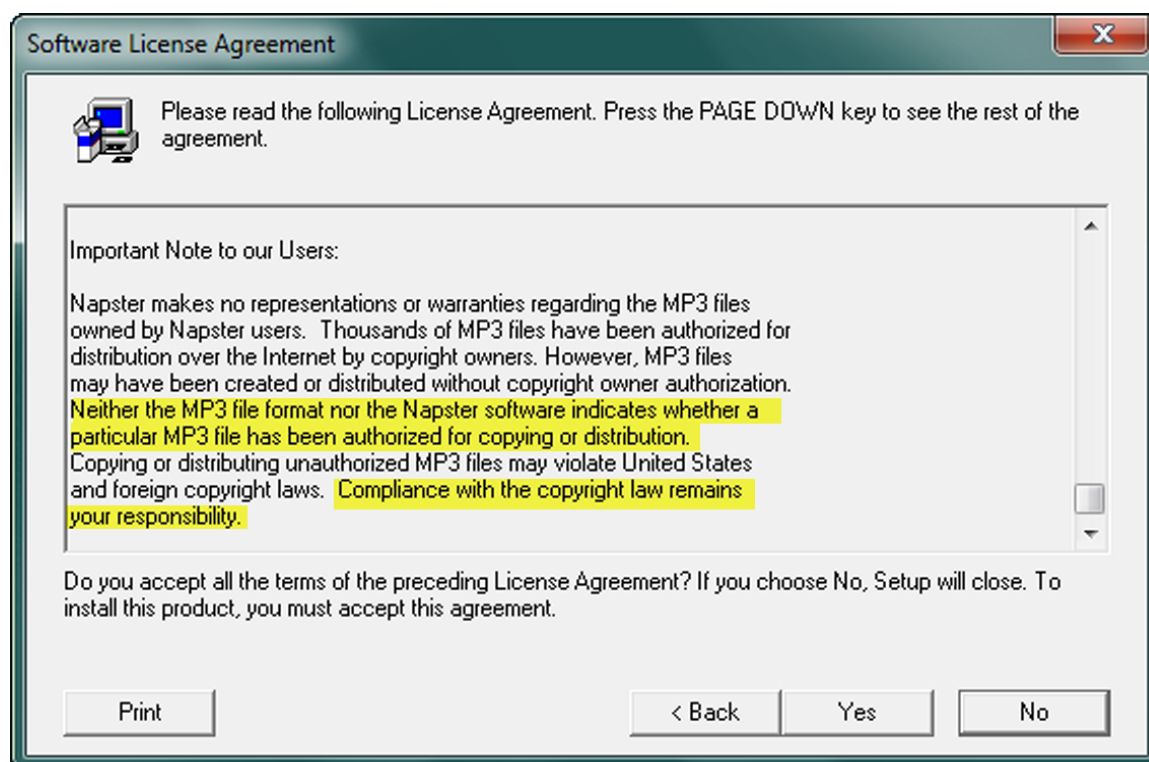 Software License Agreement
Please read the following License Agreement. Press the PAGE DOWN key to see the rest of the
agreement.
Important Note to our Users:
Napster makes no representations or warranties regarding the MP3 files
owned by Napster users.  Thousands of MP3 files have been authorized for
distribution over the Internet by copyright owners. However, MP3 files
may have been created or distributed without copyright owner authorization.
Neither the MP3 file format nor the Napster software indicates whether a
particular MP3 file has been authorized for copying or distribution.
Copying or distributing unauthorized MP3 files may violate United States
and foreign copyright laws.  Compliance with the copyright law remains
your responsibility.
Do you accept all the terms of the preceding License Agreement? If you choose No, Setup will close. To
install this product, you must accept this agreement.
Print
< Back
Yes
No